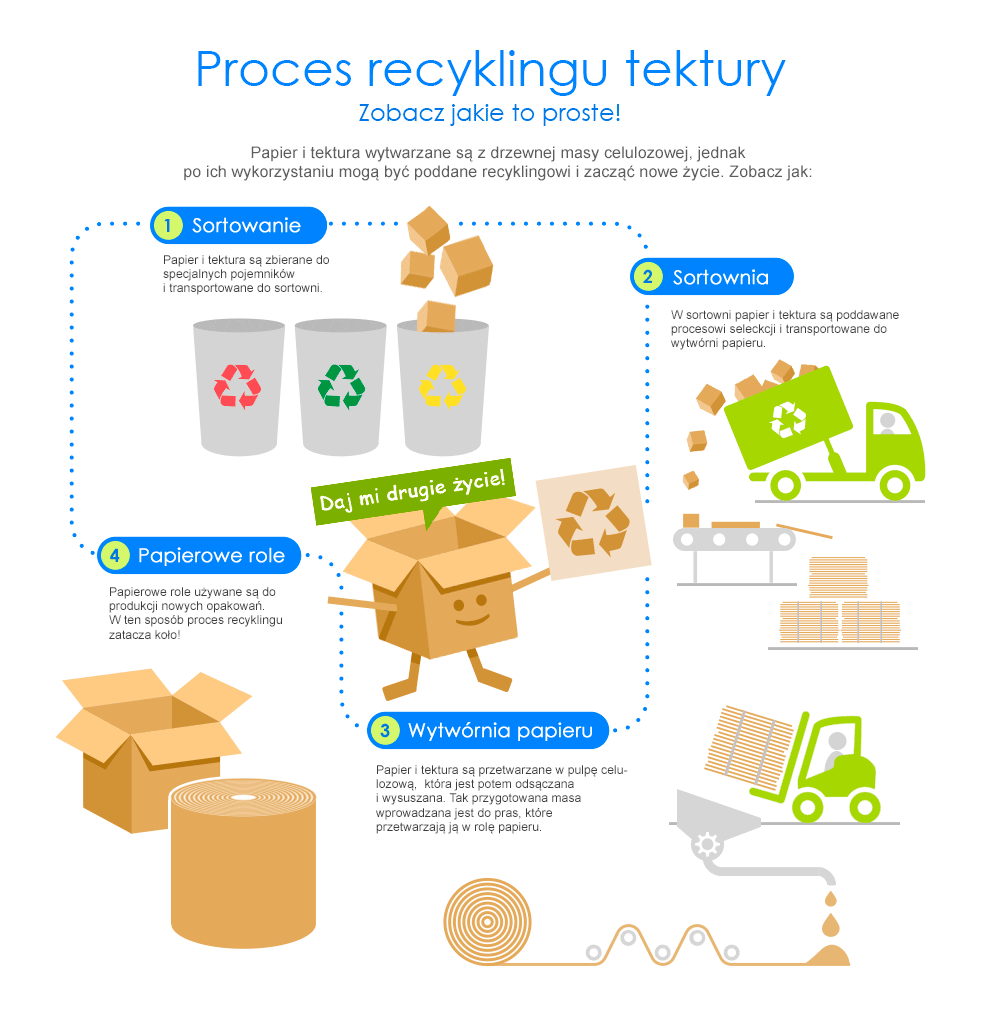 Proces recyklingu tektury
Zobacz jakie to proste!
Papier i tektura wytwarzane są z drzewnej masy celulozowej, jednak
po ich wykorzystaniu mogą być poddane recyklingowi i zacząć nowe życie. Zobacz jak:
1 Sortowanie
Papier i tektura są zbierane do
specjalnych pojemników
i transportowane do sortowni.
2 Sortownia
W sortowni papier i tektura są poddawane
procesowi seleckcji i transportowane do
wytwórni papieru.
Daj mi drugie życie!
4 Papierowe role
Papierowe role używane są do
produkcji nowych opakowań.
W ten sposób proces recyklingu
zatacza koło!
3 Wytwórnia papieru
Papier i tektura są przetwarzane w pulpę celu-
lozową, która jest potem odsączana
i wysuszana. Tak przygotowana masa
wprowadzana jest do pras, które
przetwarzają ją w rolę papieru.